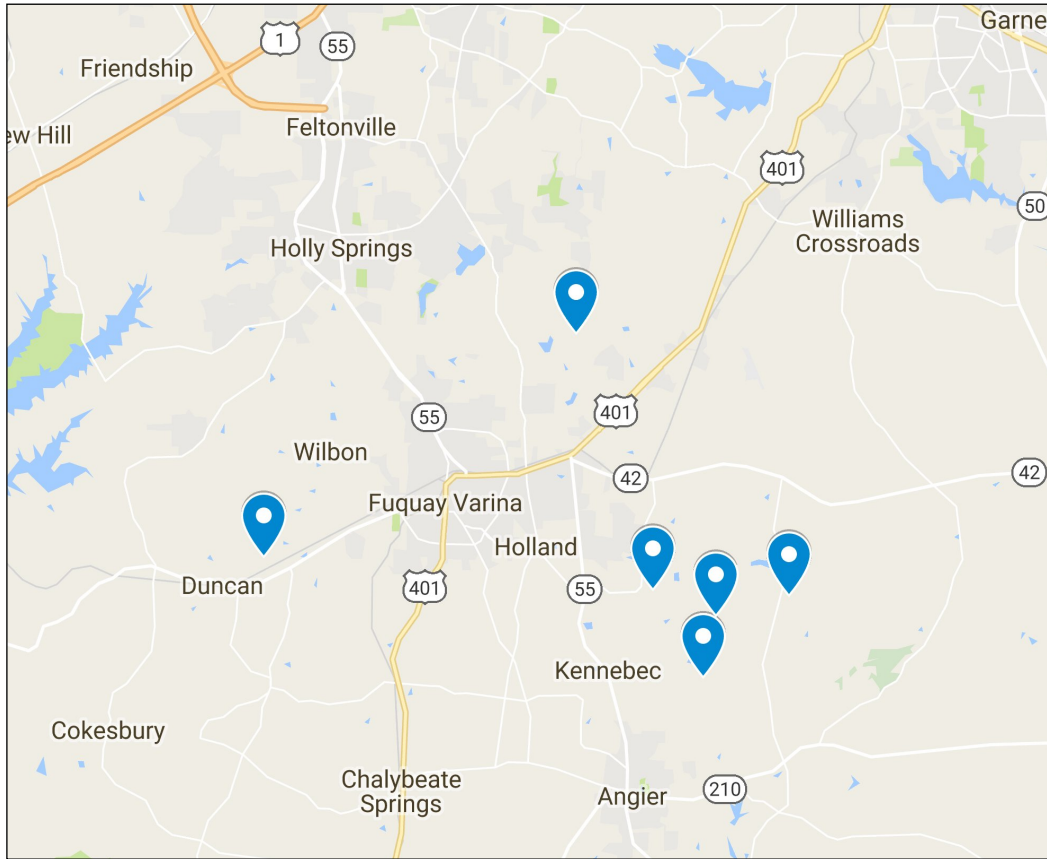 Garne
1
55
Friendship
Feltonville
ew Hill
401
50
Williams
Crossroads
Holly Springs
401
55
Wilbon
42
42
Fuquay Varina
Holland
Duncan
401
55
Kennebec
Cokesbury
Chalybeate
Springs
Angier
210